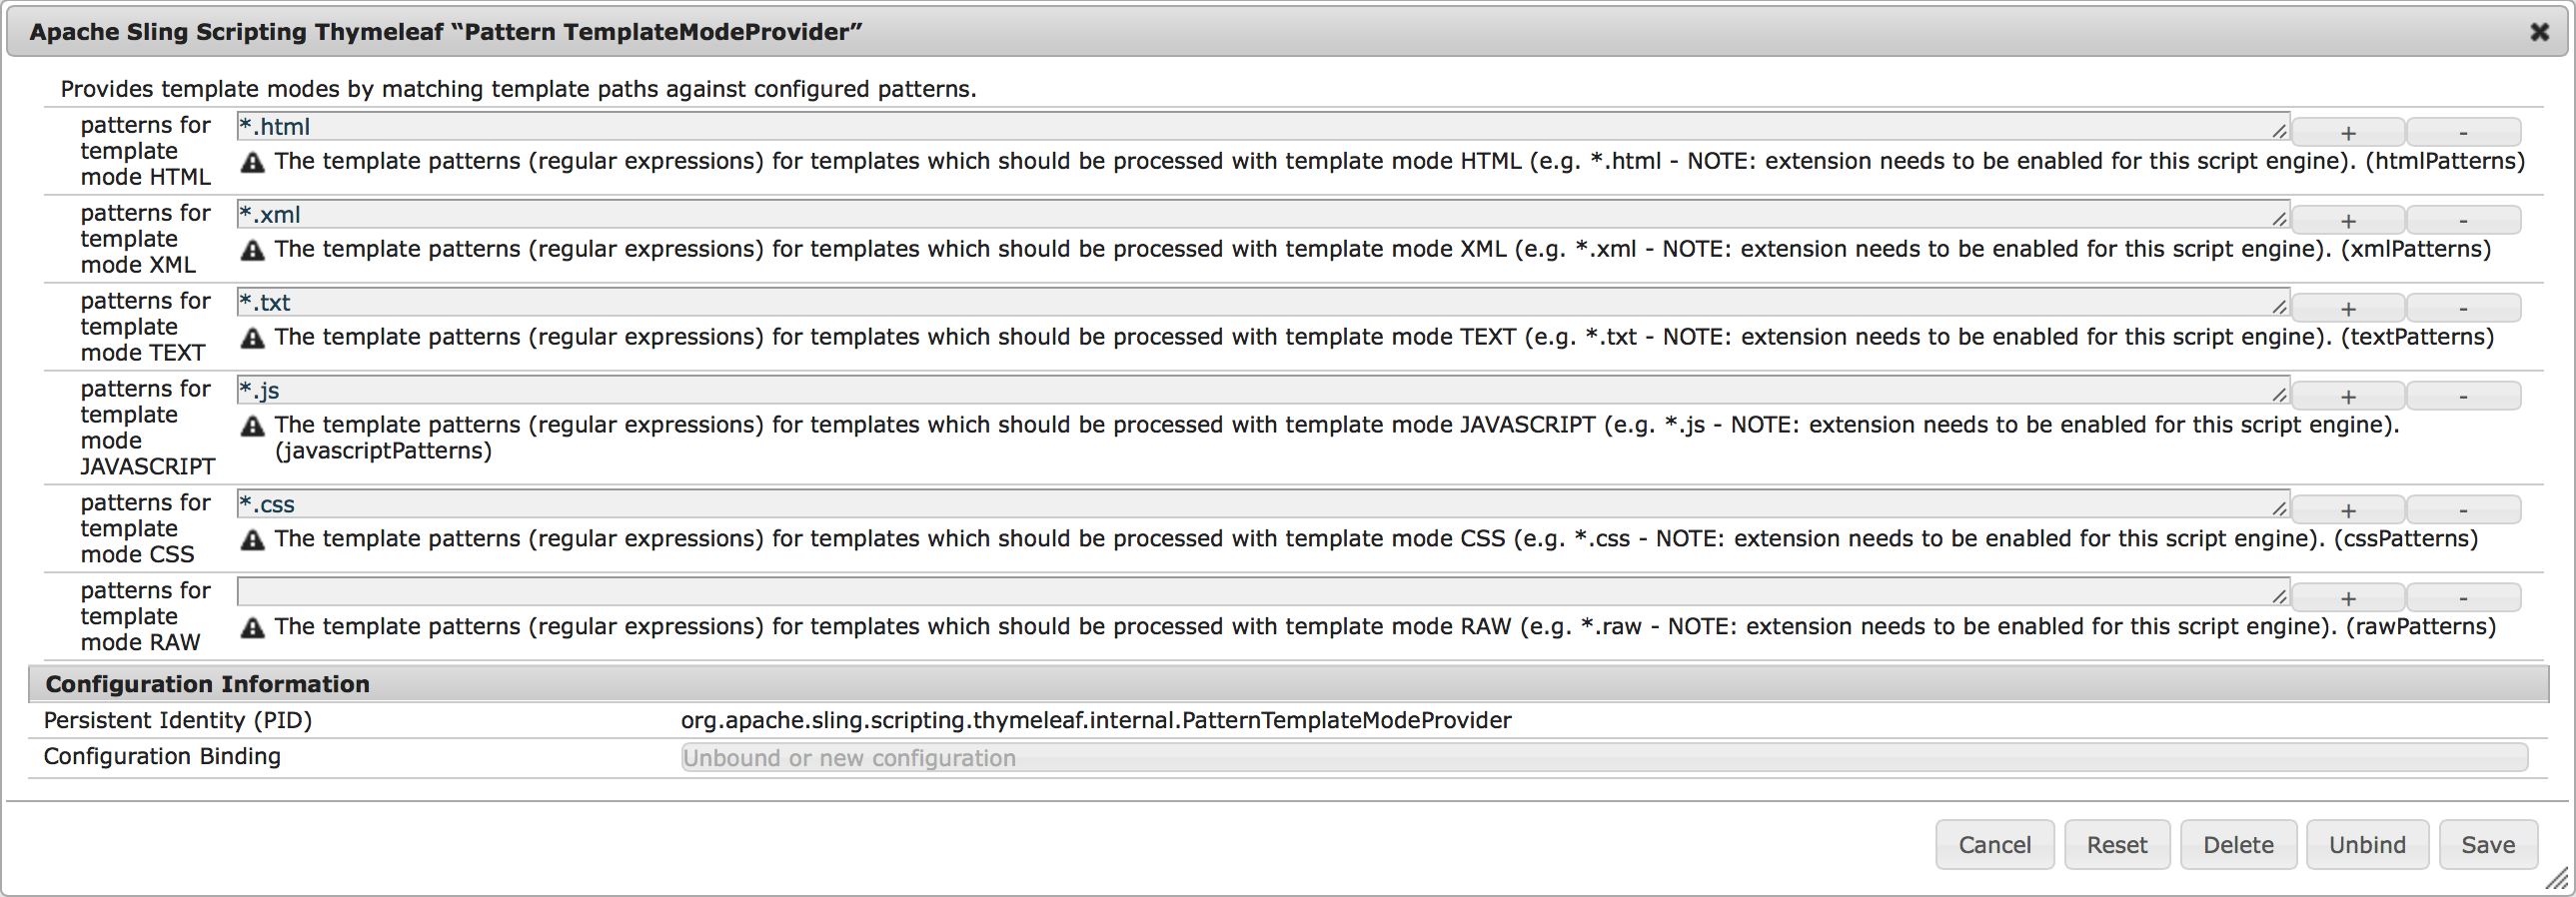 Apache Sling Scripting Thymeleaf “Pattern TemplateModeProvider”
Provides template modes by matching template paths against configured patterns.
patterns for
template
mode HTML
*.html
+
-
The template patterns (regular expressions) for templates which should be processed with template mode HTML (e.g. *.html - NOTE: extension needs to be enabled for this script engine). (htmlPatterns)
patterns for
template
mode XML
*.xml
+
-
The template patterns (regular expressions) for templates which should be processed with template mode XML (e.g. *.xml - NOTE: extension needs to be enabled for this script engine). (xmlPatterns)
patterns for
template
mode TEXT
*.txt
+
-
The template patterns (regular expressions) for templates which should be processed with template mode TEXT (e.g. *.txt - NOTE: extension needs to be enabled for this script engine). (textPatterns)
patterns for
template
mode
JAVASCRIPT
*.js
+
-
The template patterns (regular expressions) for templates which should be processed with template mode JAVASCRIPT (e.g. *.js - NOTE: extension needs to be enabled for this script engine).
(javascriptPatterns)
patterns for
template
mode CSS
*.css
+
-
The template patterns (regular expressions) for templates which should be processed with template mode CSS (e.g. *.css - NOTE: extension needs to be enabled for this script engine). (cssPatterns)
patterns for
template
mode RAW
+
-
The template patterns (regular expressions) for templates which should be processed with template mode RAW (e.g. *.raw - NOTE: extension needs to be enabled for this script engine). (rawPatterns)
Configuration Information
Persistent Identity (PID)
org.apache.sling.scripting.thymeleaf.internal.PatternTemplateModeProvider
Configuration Binding
Unbound or new configuration
Cancel
Reset
Delete
Unbind
Save